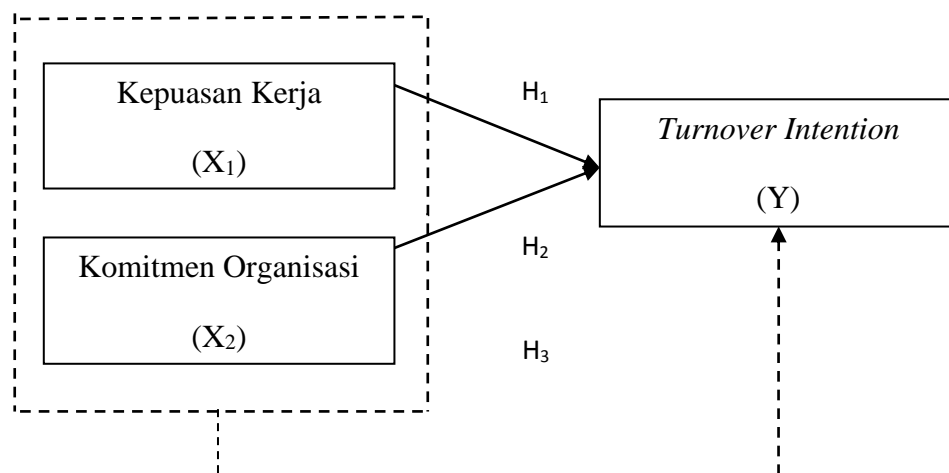 Kepuasan Kerja
(X₁)
H₁
Turnover Intention
(Y)
Komitmen Organisasi
(X₂)
H₂
H₃